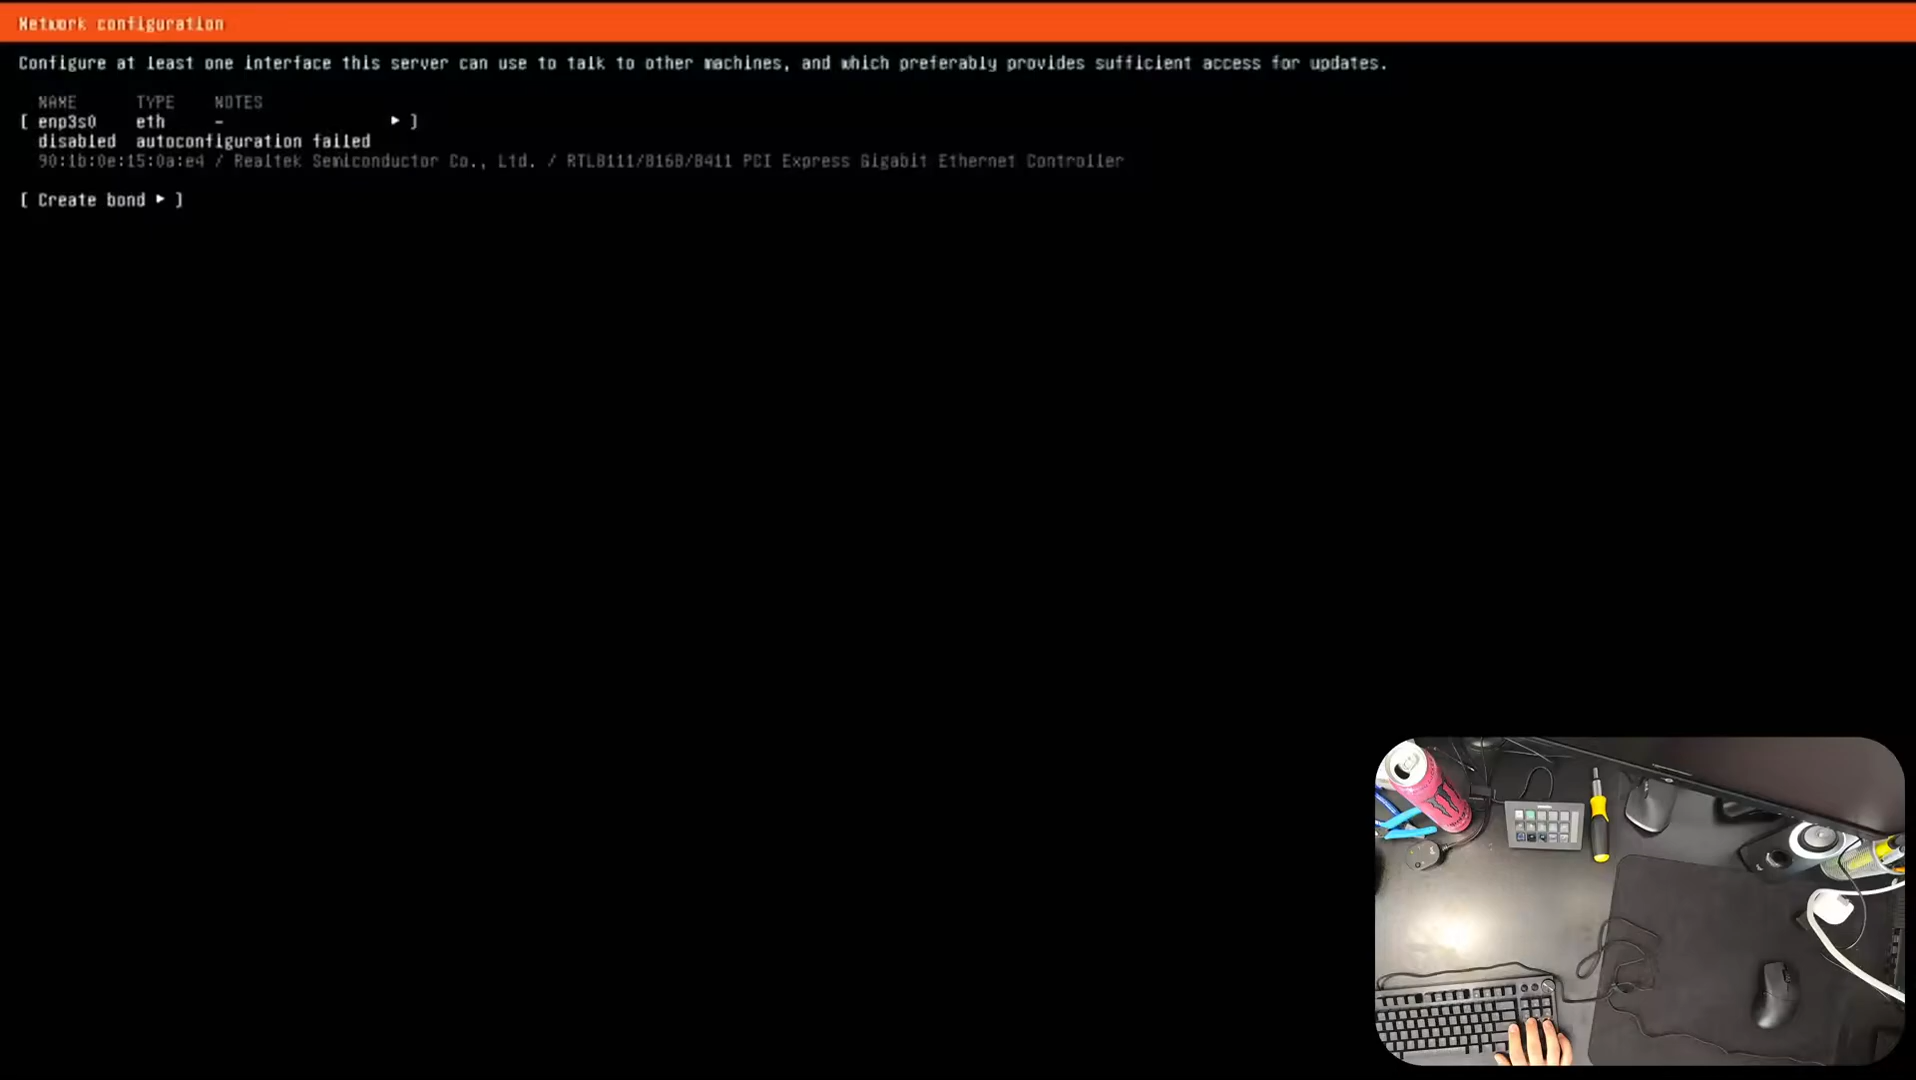 Network configuration
Configure at least one interface this server can use to talk to other machines, and which preferably provides sufficient access for updates.
NAME TYPE NOTES
[ enp3s0 eth - ▸ ]
disabled autoconfiguration failed
90:1b:0e:15:0a:e4 / Realtek Semiconductor Co., Ltd. / RTL8111/8168/8411 PCI Express Gigabit Ethernet Controller
[ Create bond ▸ ]